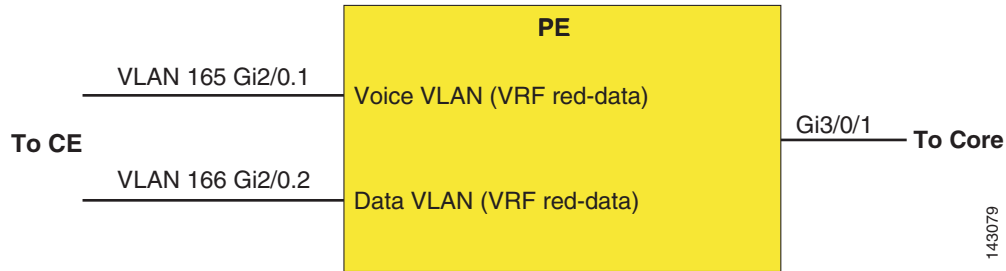 PE
VLAN 165 Gi2/0.1
Voice VLAN (VRF red-data)
Gi3/0/1
To CE
To Core
VLAN 166 Gi2/0.2
Data VLAN (VRF red-data)
143079